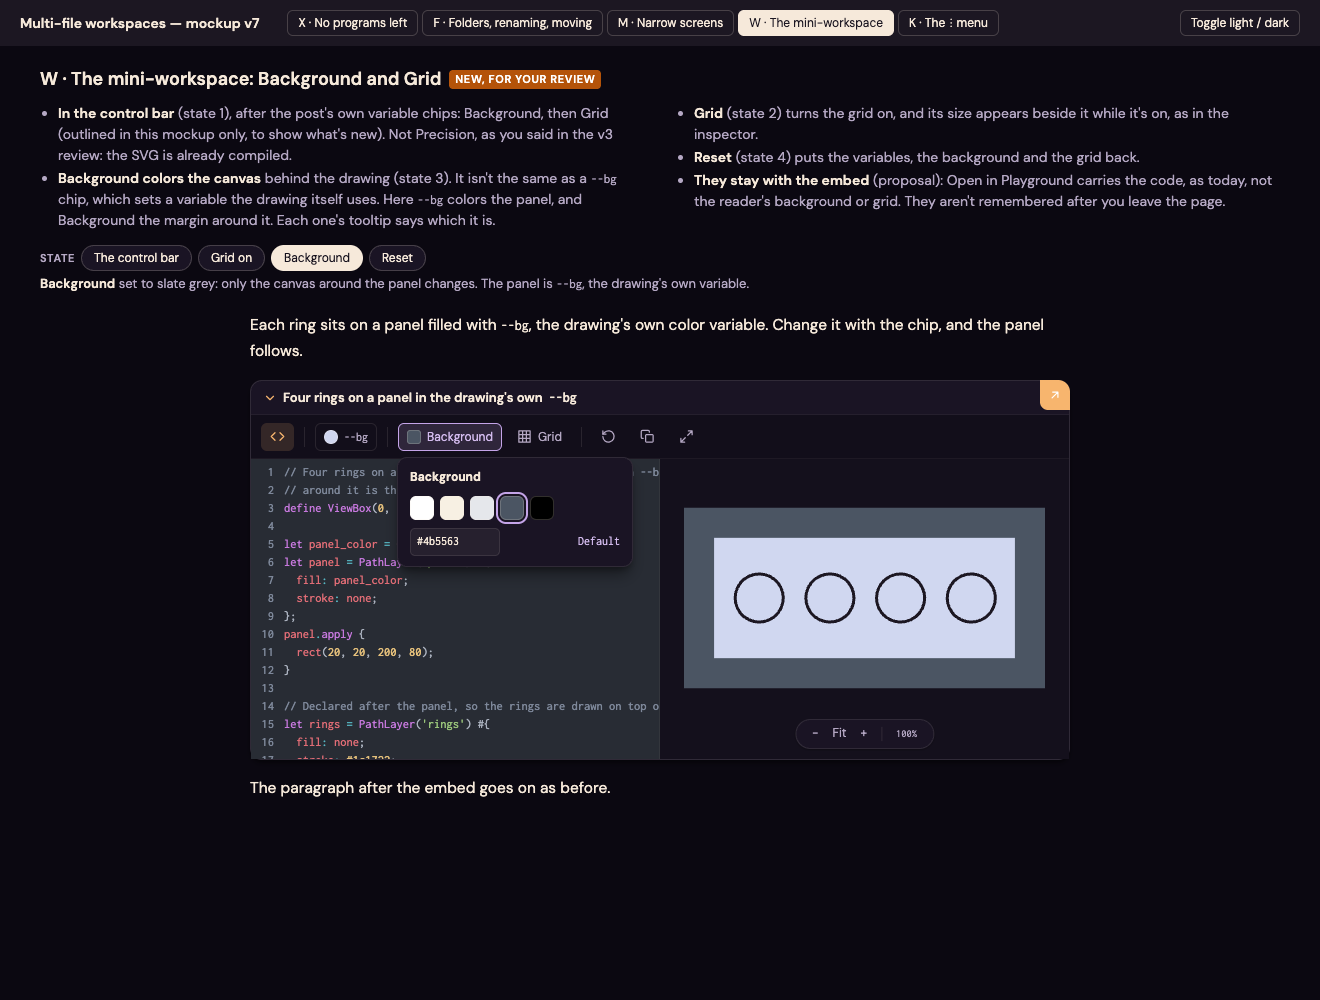 Multi-file workspaces — mockup v7
X · No programs left
F · Folders, renaming, moving
M · Narrow screens
W · The mini-workspace
K · The ⋮ menu
Toggle light / dark
W · The mini-workspace: Background and Grid
NEW, FOR YOUR REVIEW
• In the control bar (state 1), after the post's own variable chips: Background, then Grid
(outlined in this mockup only, to show what's new). Not Precision, as you said in the v3
review: the SVG is already compiled.
• Background colors the canvas behind the drawing (state 3). It isn't the same as a --bg
chip, which sets a variable the drawing itself uses. Here --bg colors the panel, and
Background the margin around it. Each one's tooltip says which it is.
• Grid (state 2) turns the grid on, and its size appears beside it while it's on, as in the
inspector.
• Reset (state 4) puts the variables, the background and the grid back.
• They stay with the embed (proposal): Open in Playground carries the code, as today, not
the reader's background or grid. They aren't remembered after you leave the page.
STATE
The control bar
Grid on
Background
Reset
Background set to slate grey: only the canvas around the panel changes. The panel is --bg, the drawing's own variable.
Each ring sits on a panel filled with --bg, the drawing's own color variable. Change it with the chip, and the panel
follows.
Four rings on a panel in the drawing's own --bg
--bg
Background
Grid
1 // Four rings on a
--b
2 // around it is th
3 define ViewBox(0,
4
5 let panel_color =
6 let panel = PathLay
7 fill: panel_color;
8 stroke: none;
9 };
10 panel.apply {
11 rect(20, 20, 200, 80);
12 }
13
14 // Declared after the panel, so the rings are drawn on top o
15 let rings = PathLayer('rings') #{
16 fill: none;
Background
#4b5563
Default
− Fit + 100%
The paragraph after the embed goes on as before.